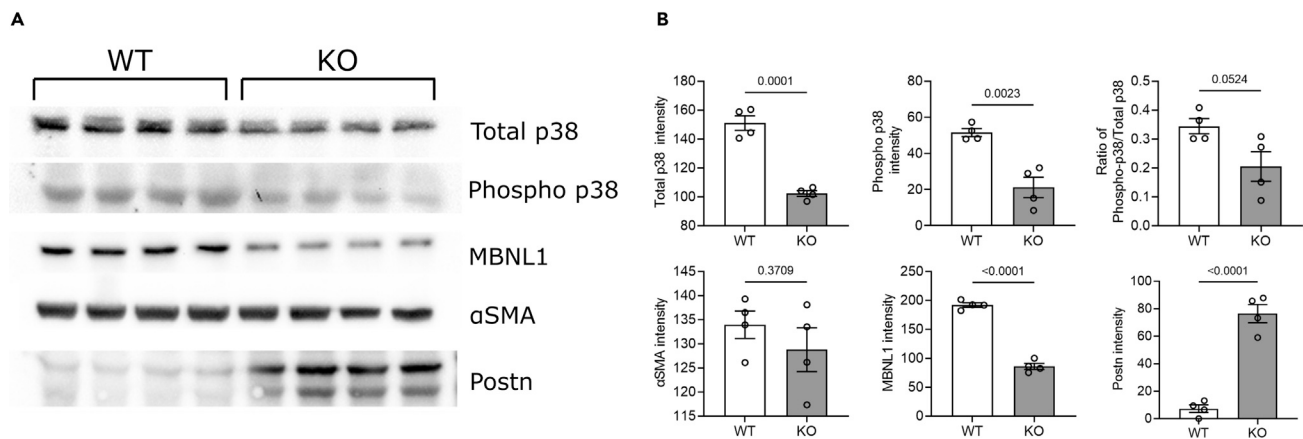 A
WT KO
Total p38
Phospho p38
MBNL1
αSMA
Postn
B
Total p38 intensity
180
160
140
120
100
80
0.0001
WT KO
Phospho p38
intensity
80
60
40
20
0
0.0023
WT KO
Ratio of
Phospho-p38/Total p38
0.5
0.4
0.3
0.2
0.1
0.0
0.0524
WT KO
αSMA intensity
145
140
135
130
125
120
115
0.3709
WT KO
MBNL1 intensity
250
200
150
100
50
0
<0.0001
WT KO
Postn intensity
100
80
60
40
20
0
<0.0001
WT KO